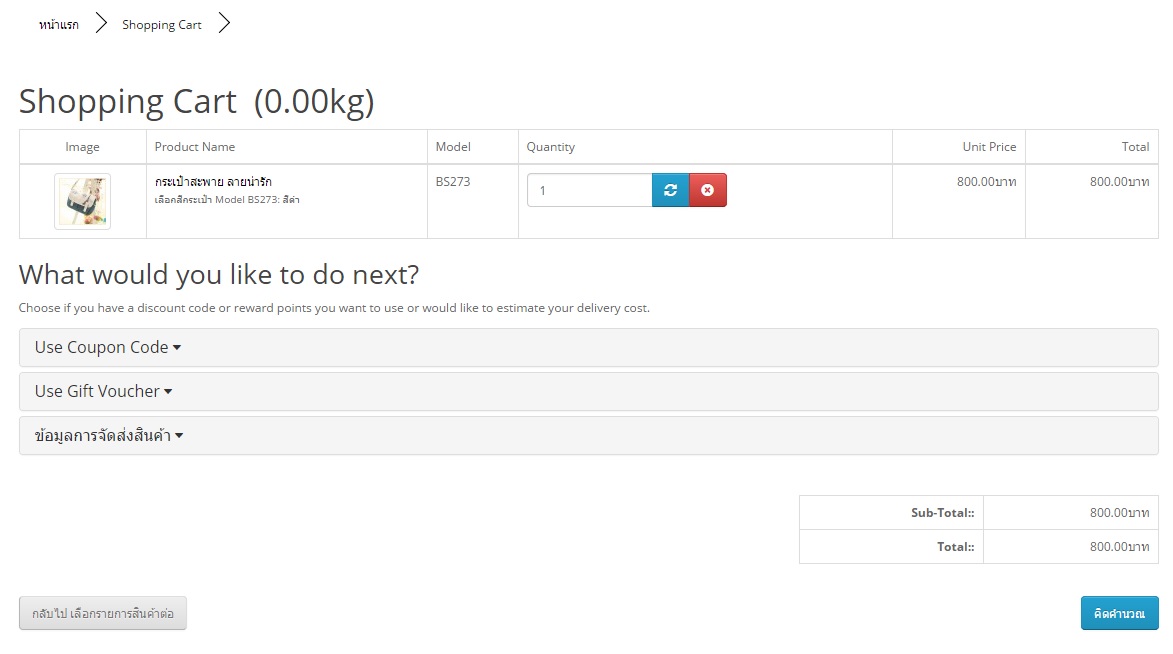 หน้าแรก Shopping Cart
Shopping Cart (0.00kg)
Image Product Name Model Quantity Unit Price Total
กระเป๋าสะพาย ลายน่ารัก BS273 1 800.00บาท 800.00บาท
เลือกสีกระเป๋า Model BS273: สีดำ
What would you like to do next?
Choose if you have a discount code or reward points you want to use or would like to estimate your delivery cost.
Use Coupon Code
Use Gift Voucher
ข้อมูลการจัดส่งสินค้า
Sub-Total:: 800.00บาท
Total:: 800.00บาท
กลับไป เลือกรายการสินค้าต่อ คิดคำนวณ